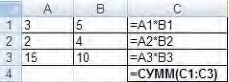 A B C
1 3 5 =A1*B1
2 2 4 =A2*B2
3 15 10 =A3*B3
4 =СУММ(C1:C3)